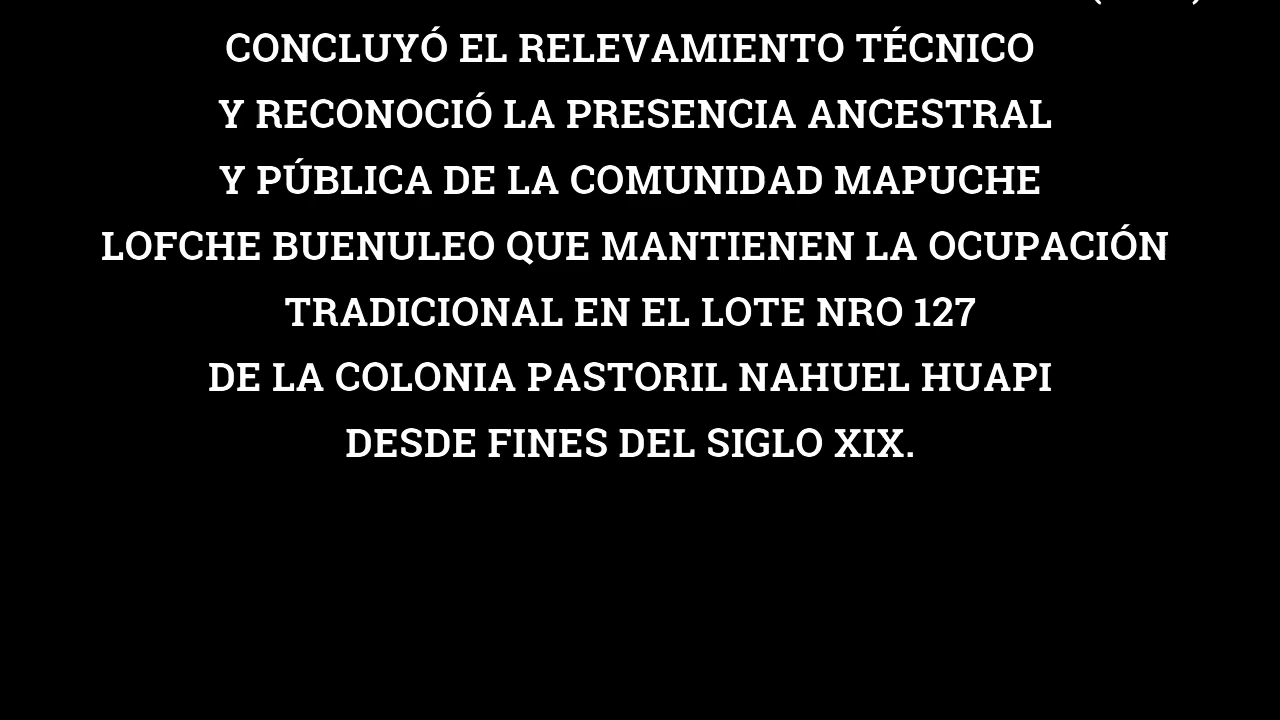 CONCLUYÓ EL RELEVAMIENTO TÉCNICO
Y RECONOCIÓ LA PRESENCIA ANCESTRAL
Y PÚBLICA DE LA COMUNIDAD MAPUCHE
LOFCHE BUENULEO QUE MANTIENEN LA OCUPACIÓN
TRADICIONAL EN EL LOTE NRO 127
DE LA COLONIA PASTORIL NAHUEL HUAPI
DESDE FINES DEL SIGLO XIX.